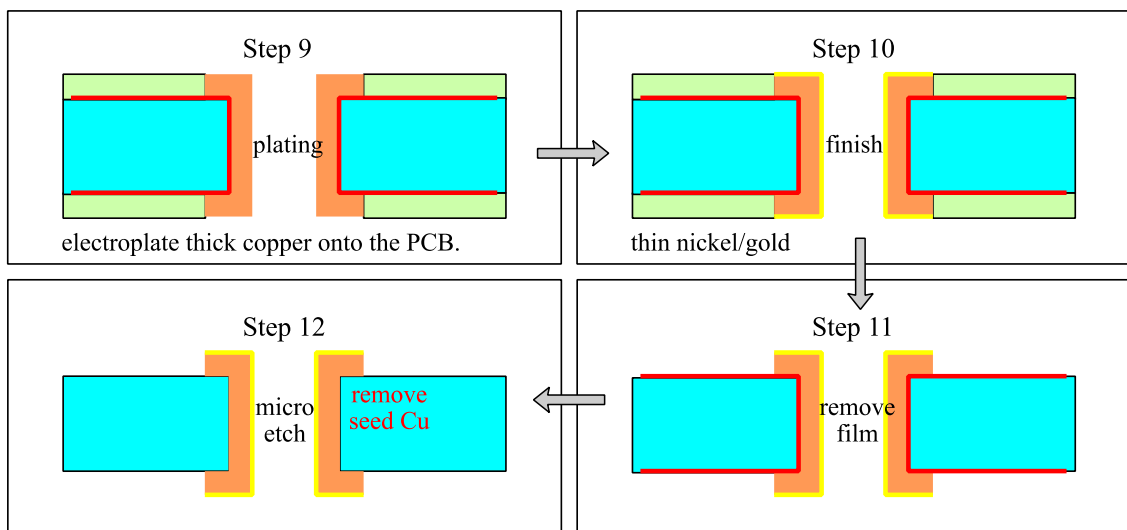 Step 9
plating
electroplate thick copper onto the PCB.
Step 10
finish
thin nickel/gold
Step 12
micro
etch
remove
seed Cu
Step 11
remove
film